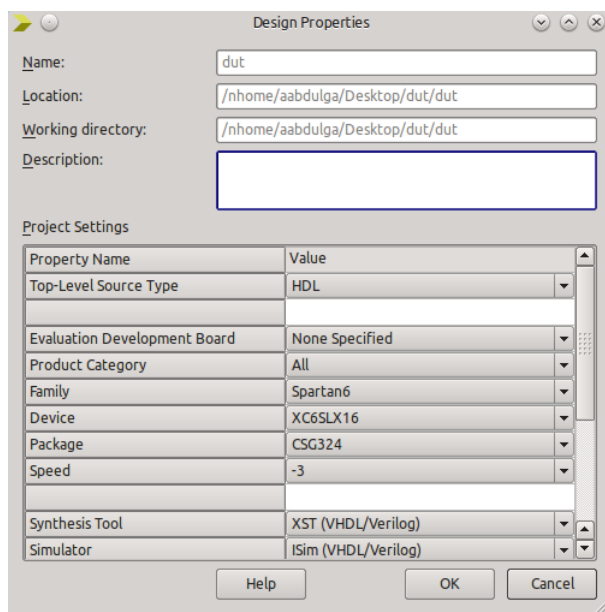 Design Properties
Name: dut
Location: /nhome/aabdulga/Desktop/dut/dut
Working directory: /nhome/aabdulga/Desktop/dut/dut
Description:
Project Settings
Property Name Value
Top-Level Source Type HDL
Evaluation Development Board None Specified
Product Category All
Family Spartan6
Device XC6SLX16
Package CSG324
Speed -3
Synthesis Tool XST (VHDL/Verilog)
Simulator ISim (VHDL/Verilog)
Help OK Cancel